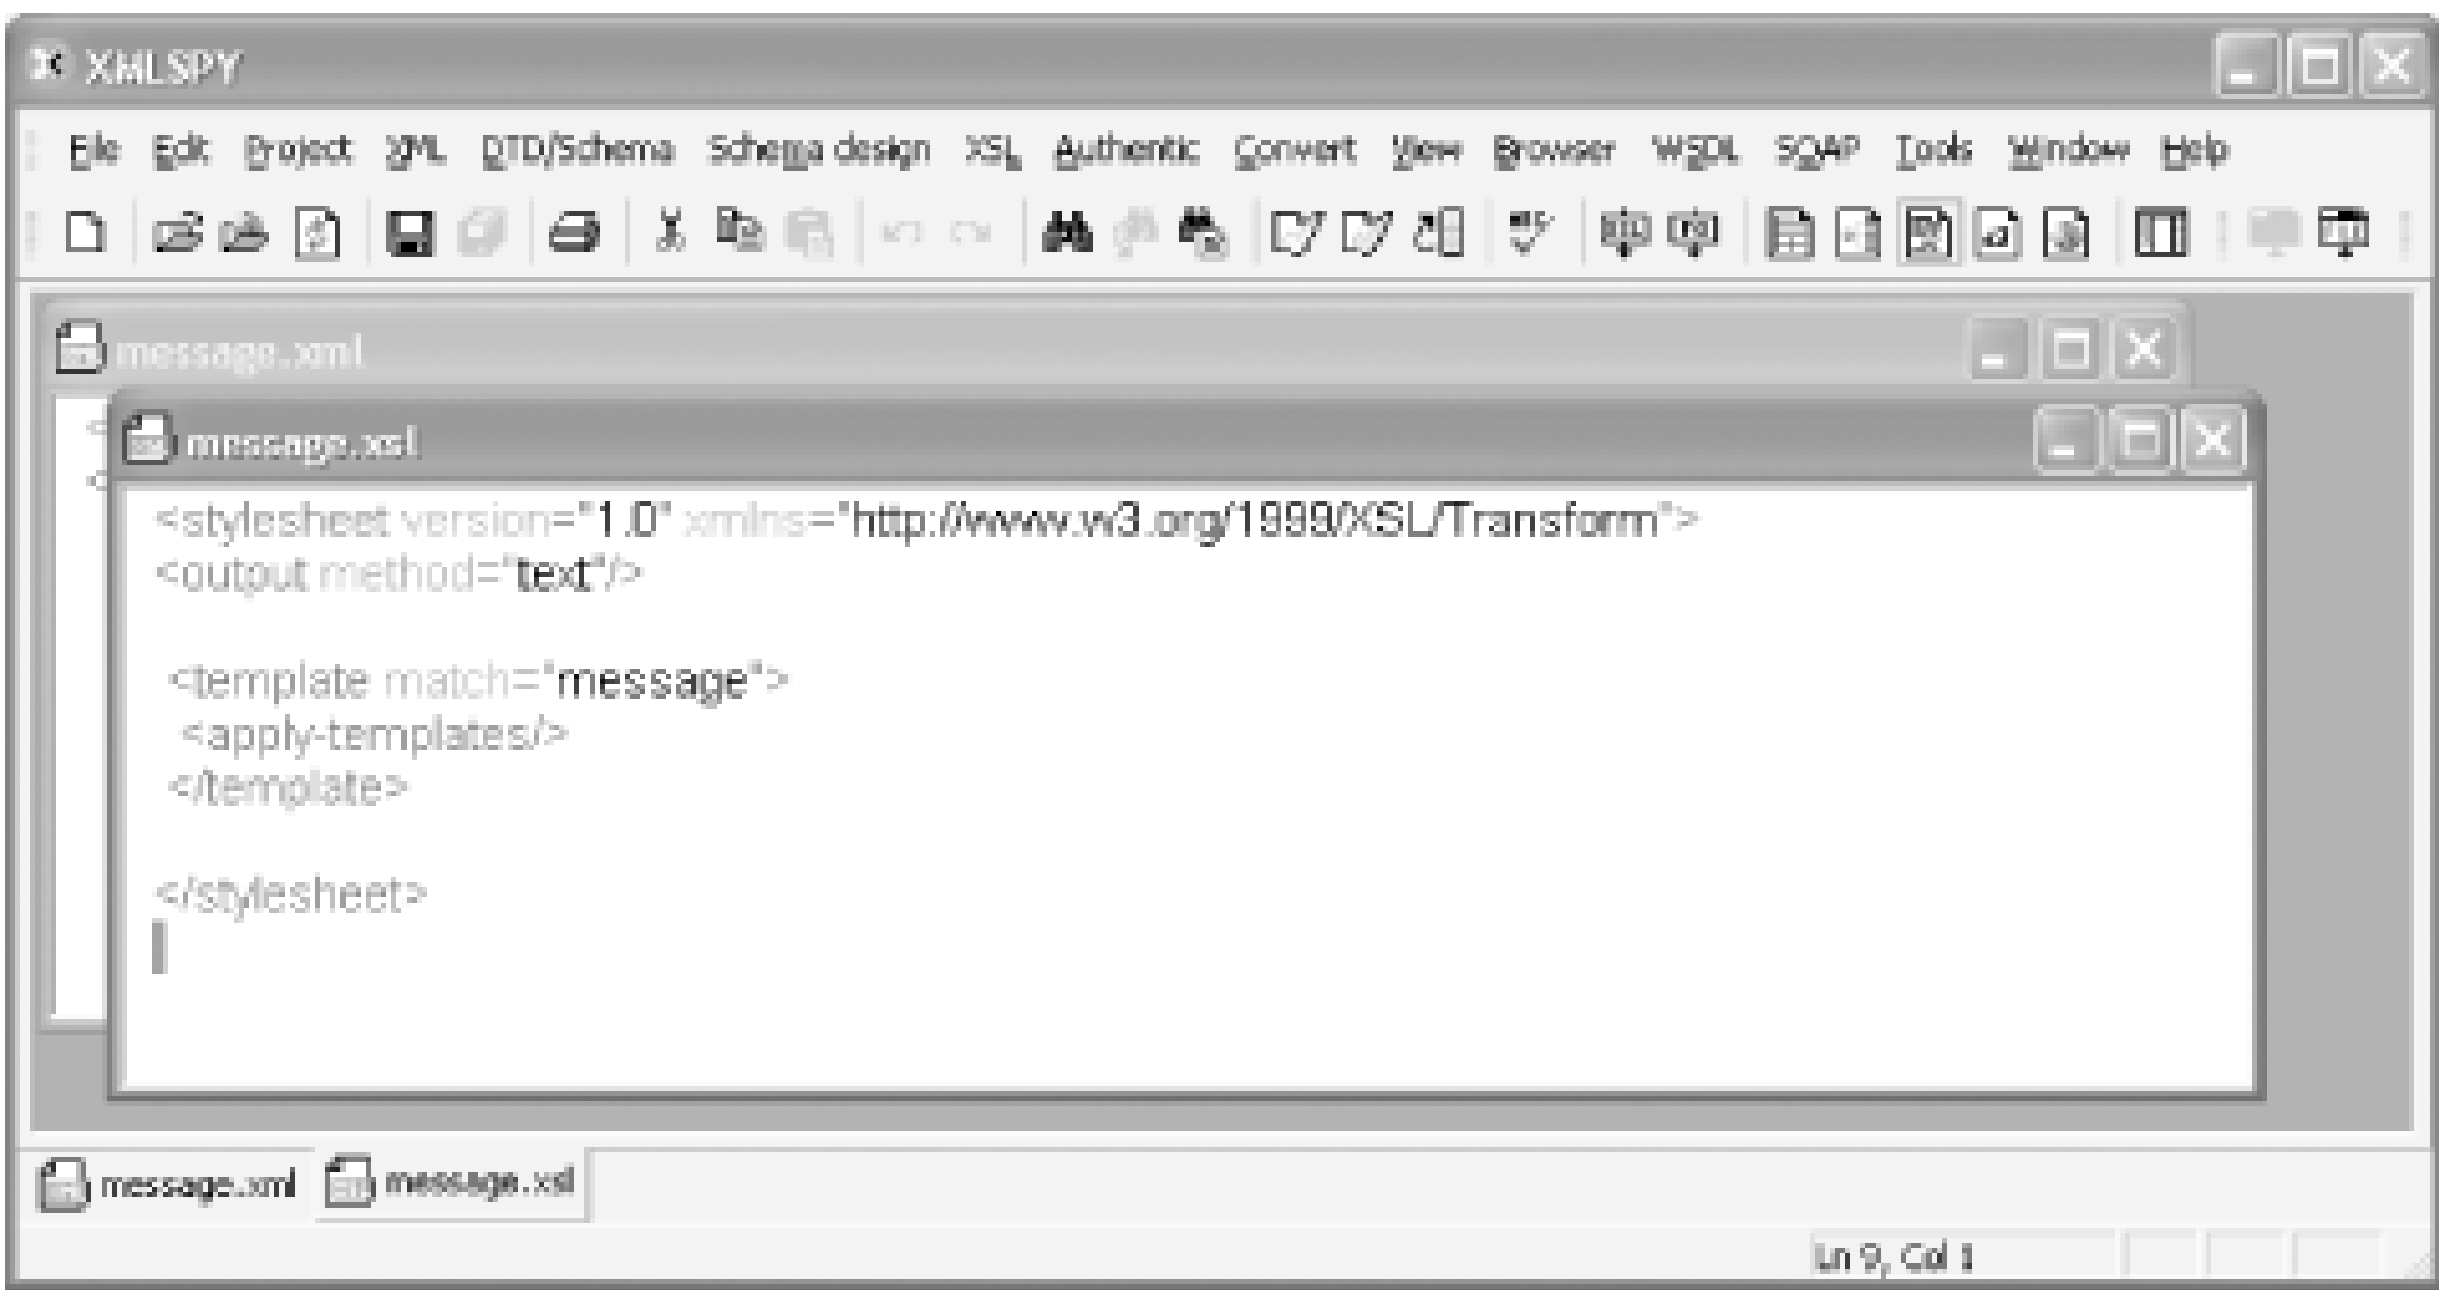 XMLSPY
File Edit Project XML DTD/Schema Schema design XSL Authentic Convert View Browser WSDL SOAP Tools Window Help
message.xml
message.xsl
<stylesheet version="1.0" xmlns="http://www.w3.org/1999/XSL/Transform">
<output method="text"/>
<template match="message">
<apply-templates/>
</template>
</stylesheet>
message.xml message.xsl
Ln 9, Col 1